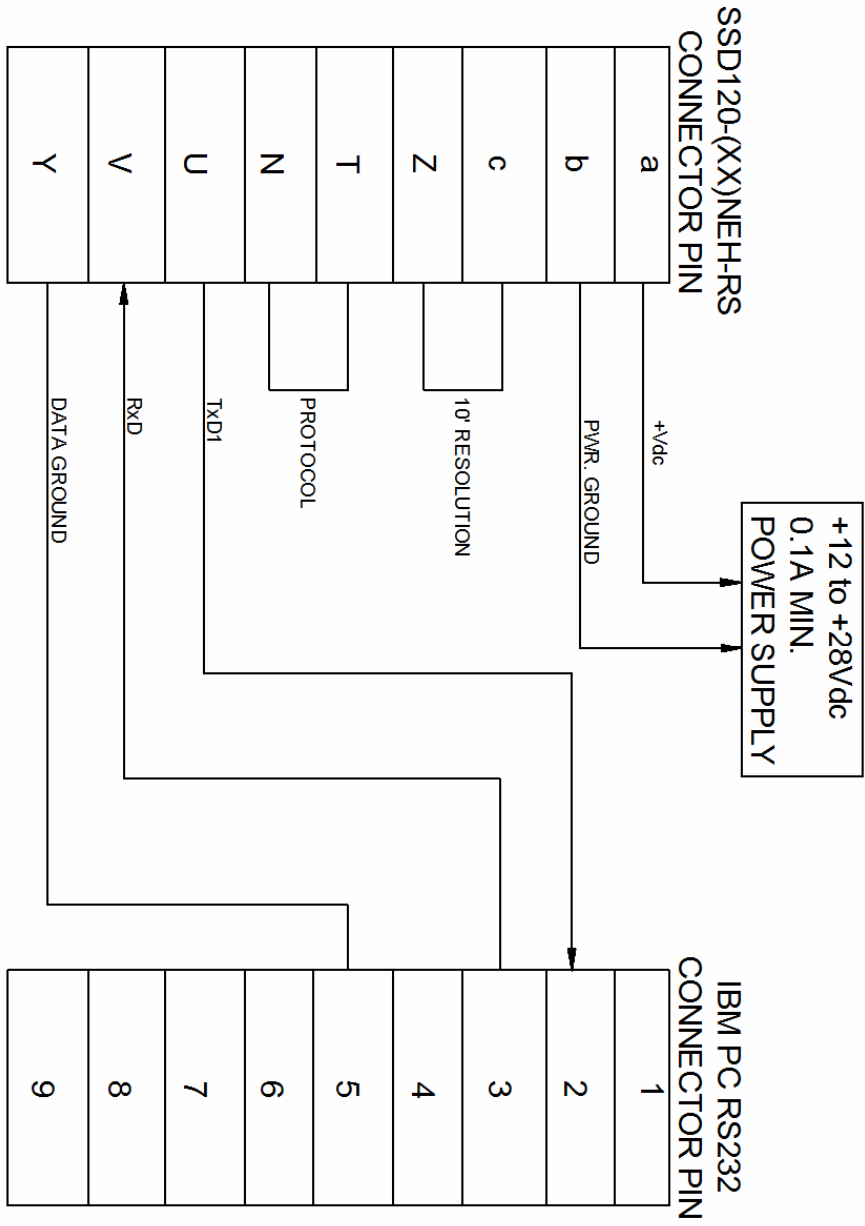 SSD120-(XX)NEH-RS
CONNECTOR PIN
a
b
c
Z
T
N
U
V
Y
+Vdc
PWR. GROUND
10' RESOLUTION
PROTOCOL
TxD1
RxD
DATA GROUND
+12 to +28Vdc
0.1A MIN.
POWER SUPPLY
IBM PC RS232
CONNECTOR PIN
1
2
3
4
5
6
7
8
9